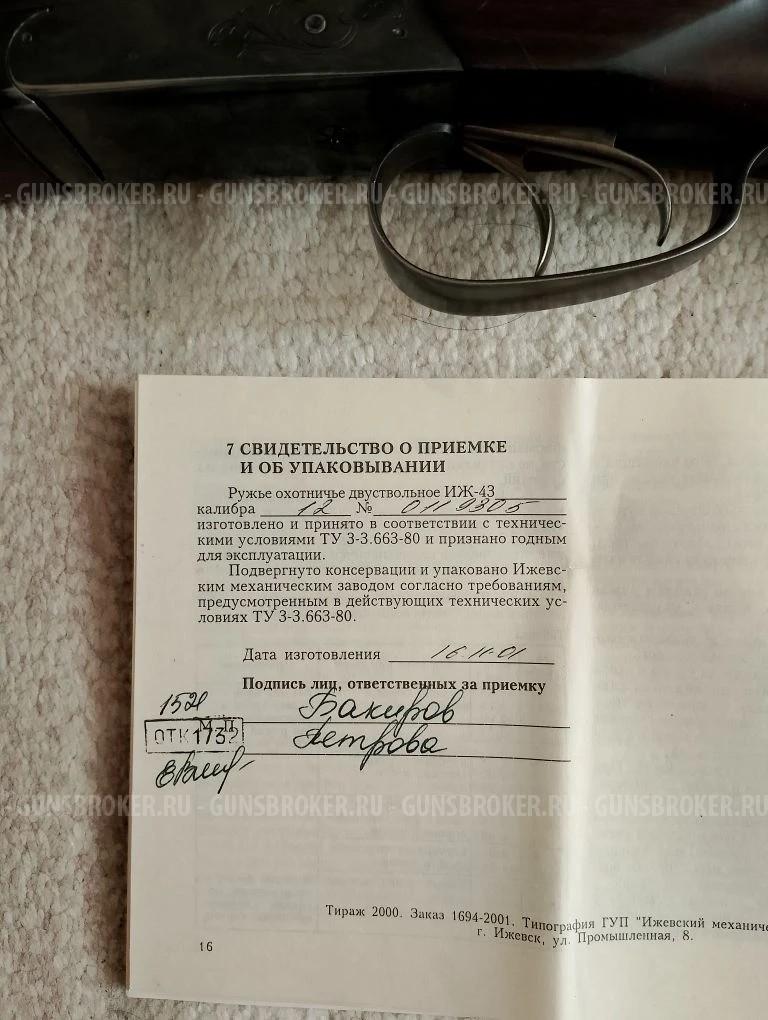 - GUNSBROKER.RU - GUNSBROKER.RU - GUNSBROKER.RU - GUNSBROKER.RU
7 СВИДЕТЕЛЬСТВО О ПРИЕМКЕ
И ОБ УПАКОВЫВАНИИ
Ружье охотничье двуствольное ИЖ-43
калибра 12 № 0119305
изготовлено и принято в соответствии с техничес-
кими условиями ТУ 3-3.663-80 и признано годным
для эксплуатации.
Подвергнуто консервации и упаковано Ижевс-
ким механическим заводом согласно требованиям,
предусмотренным в действующих технических ус-
ловиях ТУ 3-3.663-80.
Дата изготовления 16.11.01
Подпись лиц, ответственных за приемку
Бакиров
М.П.
ОТК 1732
Петрова
- GUNSBROKER.RU - GUNSBROKER.RU - GUNSBROKER.RU - GUNSBROKER.RU
Тираж 2000. Заказ 1694-2001. Типография ГУП "Ижевский механиче
г. Ижевск, ул. Промышленная, 8.
16